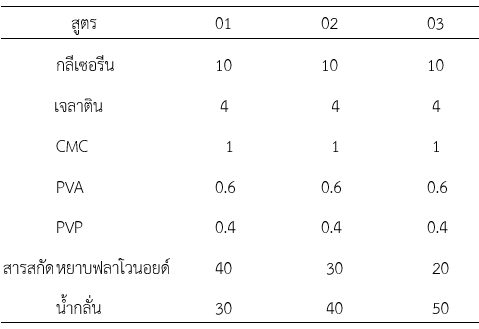 สูตร 01 02 03
กลีเซอรีน 10 10 10
เจลาติน 4 4 4
CMC 1 1 1
PVA 0.6 0.6 0.6
PVP 0.4 0.4 0.4
สารสกัดหยาบฟลาโวนอยด์ 40 30 20
น้ำกลั่น 30 40 50